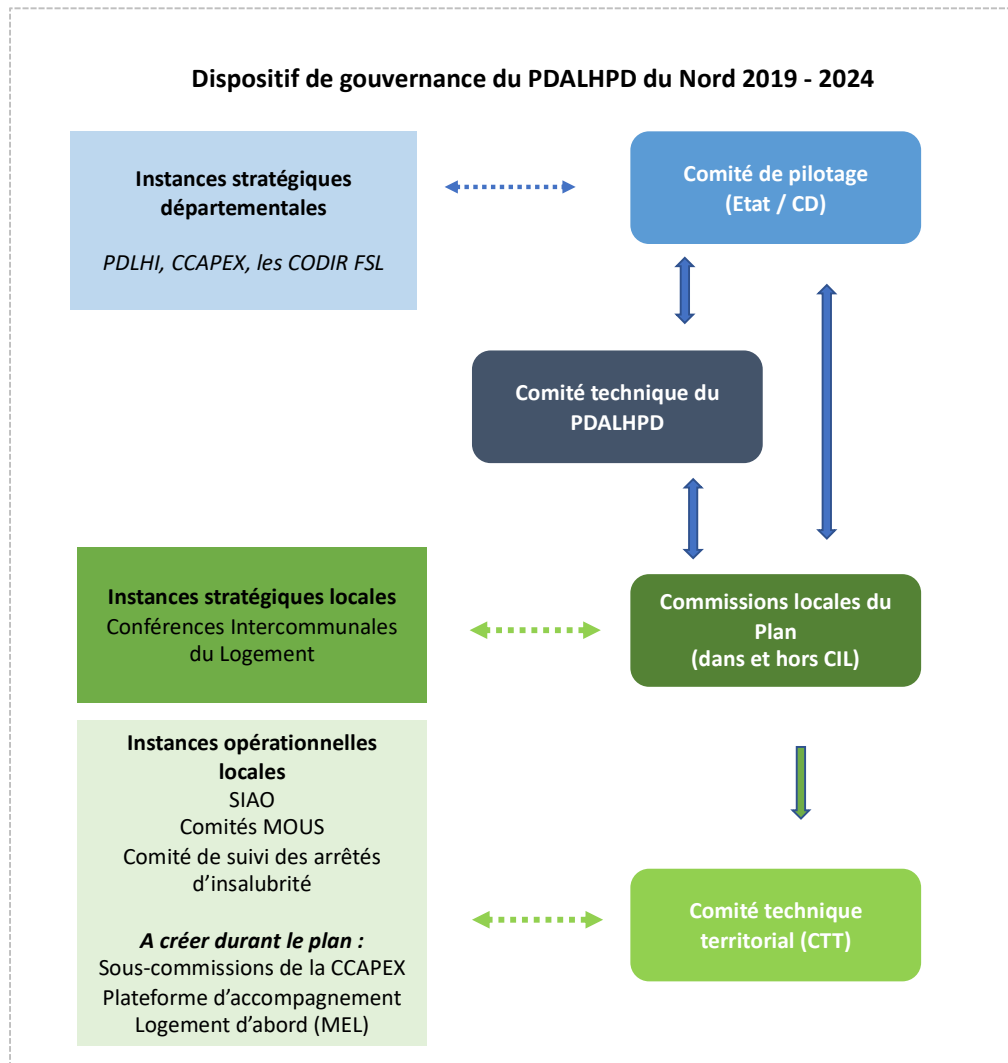 Dispositif de gouvernance du PDALHPD du Nord 2019 - 2024
Instances stratégiques
départementales
PDLHI, CCAPEX, les CODIR FSL
Comité de pilotage
(Etat / CD)
Comité technique du
PDALHPD
Instances stratégiques locales
Conférences Intercommunales
du Logement
Commissions locales du
Plan
(dans et hors CIL)
Instances opérationnelles
locales
SIAO
Comités MOUS
Comité de suivi des arrêtés
d’insalubrité
A créer durant le plan :
Sous-commissions de la CCAPEX
Plateforme d’accompagnement
Logement d’abord (MEL)
Comité technique
territorial (CTT)